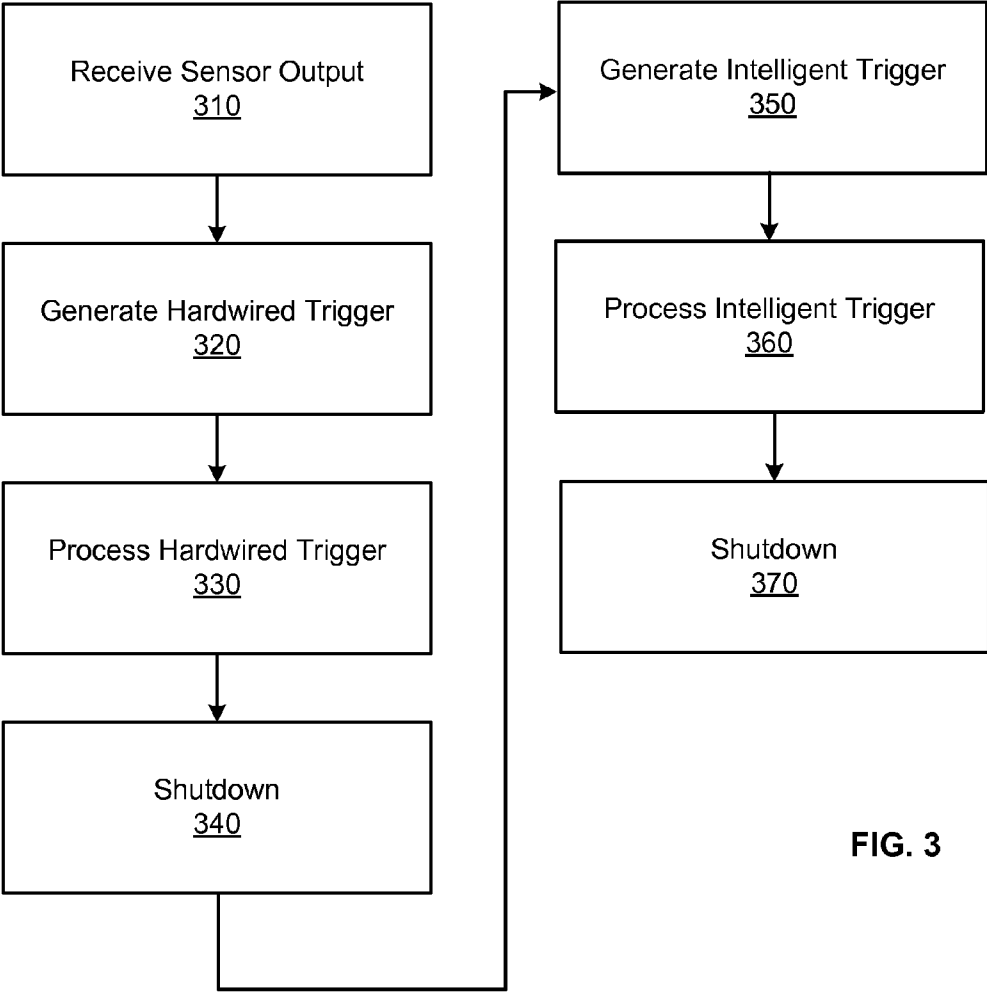 Receive Sensor Output
310
Generate Hardwired Trigger
320
Process Hardwired Trigger
330
Shutdown
340
Generate Intelligent Trigger
350
Process Intelligent Trigger
360
Shutdown
370
FIG. 3